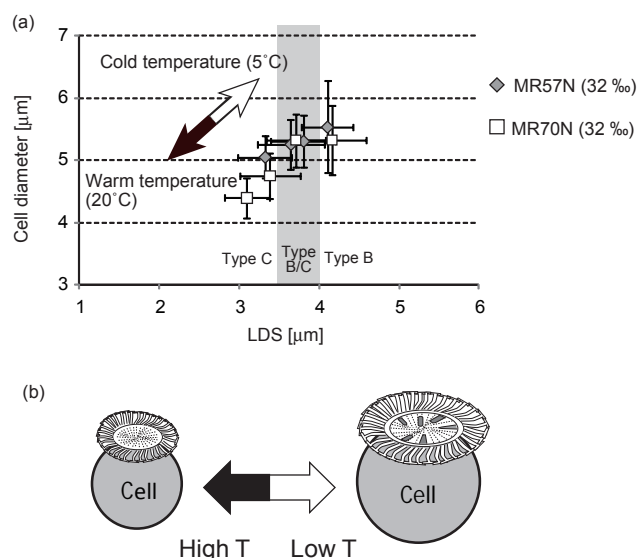 (a)
7
6
5
4
3
Cell diameter [μm]
Cold temperature (5˚C)
Warm temperature
(20˚C)
Type C
Type
B/C
Type B
1 2 3 4 5 6
LDS [μm]
MR57N (32 ‰)
MR70N (32 ‰)
(b)
Cell
Cell
High T Low T